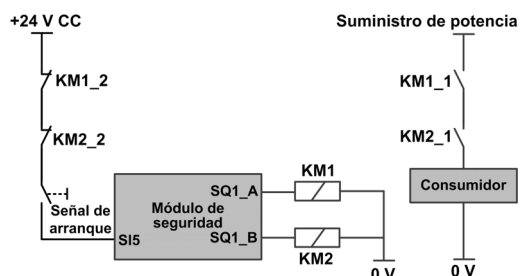 +24 V CC
Suministro de potencia
KM1_2
KM1_1
KM2_2
KM2_1
Señal de
arranque
SI5
Módulo de
seguridad
SQ1_A
SQ1_B
KM1
KM2
0 V
Consumidor
0 V